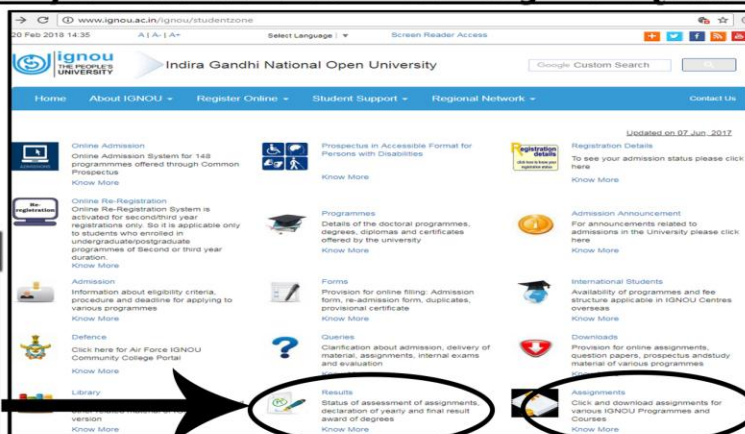 www.ignou.ac.in/ignou/studentzone
20 Feb 2018 14:35
A | A- | A+
Select Language | ▼
Screen Reader Access
ignou
THE PEOPLE'S
UNIVERSITY
Indira Gandhi National Open University
Google Custom Search
Home
About IGNOU
Register Online
Student Support
Regional Network
Contact Us
Updated on 07 Jun, 2017
Online Admission
Online Admission System for 148
programmes offered through Common
Prospectus
Know More
Prospectus in Accessible Format for
Persons with Disabilities
Know More
Registration
details
Registration Details
To see your admission status please click
here
Know More
Re-
registration
Online Re-Registration
Online Re-Registration System is
activated for second/third year
registrations only. So it is applicable only
to students who enrolled in
undergraduate/postgraduate
programmes of Second or third year
duration.
Know More
Programmes
Details of the doctoral programmes,
degrees, diplomas and certificates
offered by the university
Know More
Admission Announcement
For announcements related to
admissions in the University please click
here
Know More
Admission
Information about eligibility criteria,
procedure and deadline for applying to
various programmes
Know More
Forms
Provision for online filling: Admission
form, re-admission form, duplicates,
provisional certificate
Know More
International Students
Availability of programmes and fee
structure applicable in IGNOU Centres
overseas
Know More
Defence
Click here for Air Force IGNOU
Community College Portal
Know More
Queries
Clarification about admission, delivery of
material, assignments, internal exams
and evaluation
Know More
Downloads
Provision for online assignments,
question papers, prospectus andstudy
material of various programmes
Know More
Library
version
Know More
Results
Status of assessment of assignments,
declaration of yearly and final result
award of degrees
Know More
Assignments
Click and download assignments for
various IGNOU Programmes and
Courses
Know More